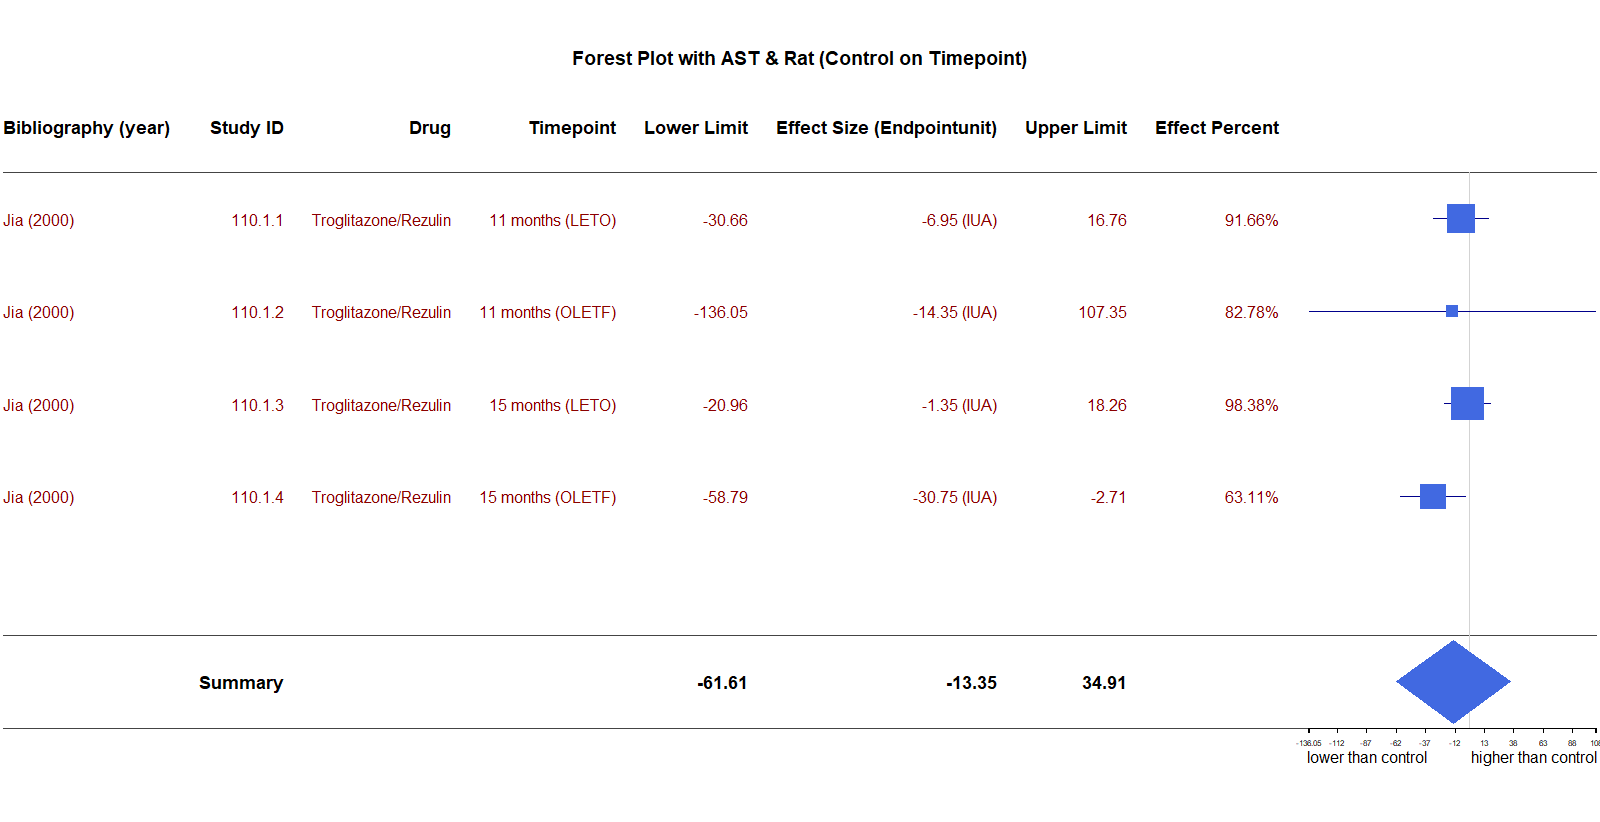 Forest Plot with AST & Rat (Control on Timepoint)
Bibliography (year) Study ID Drug Timepoint Lower Limit Effect Size (Endpointunit) Upper Limit Effect Percent
Jia (2000) 110.1.1 Troglitazone/Rezulin 11 months (LETO) -30.66 -6.95 (IUA) 16.76 91.66%
Jia (2000) 110.1.2 Troglitazone/Rezulin 11 months (OLETF) -136.05 -14.35 (IUA) 107.35 82.78%
Jia (2000) 110.1.3 Troglitazone/Rezulin 15 months (LETO) -20.96 -1.35 (IUA) 18.26 98.38%
Jia (2000) 110.1.4 Troglitazone/Rezulin 15 months (OLETF) -58.79 -30.75 (IUA) -2.71 63.11%
Summary -61.61 -13.35 34.91
-136.05 -112 -87 -62 -37 -12 13 38 63 88 108
lower than control higher than control